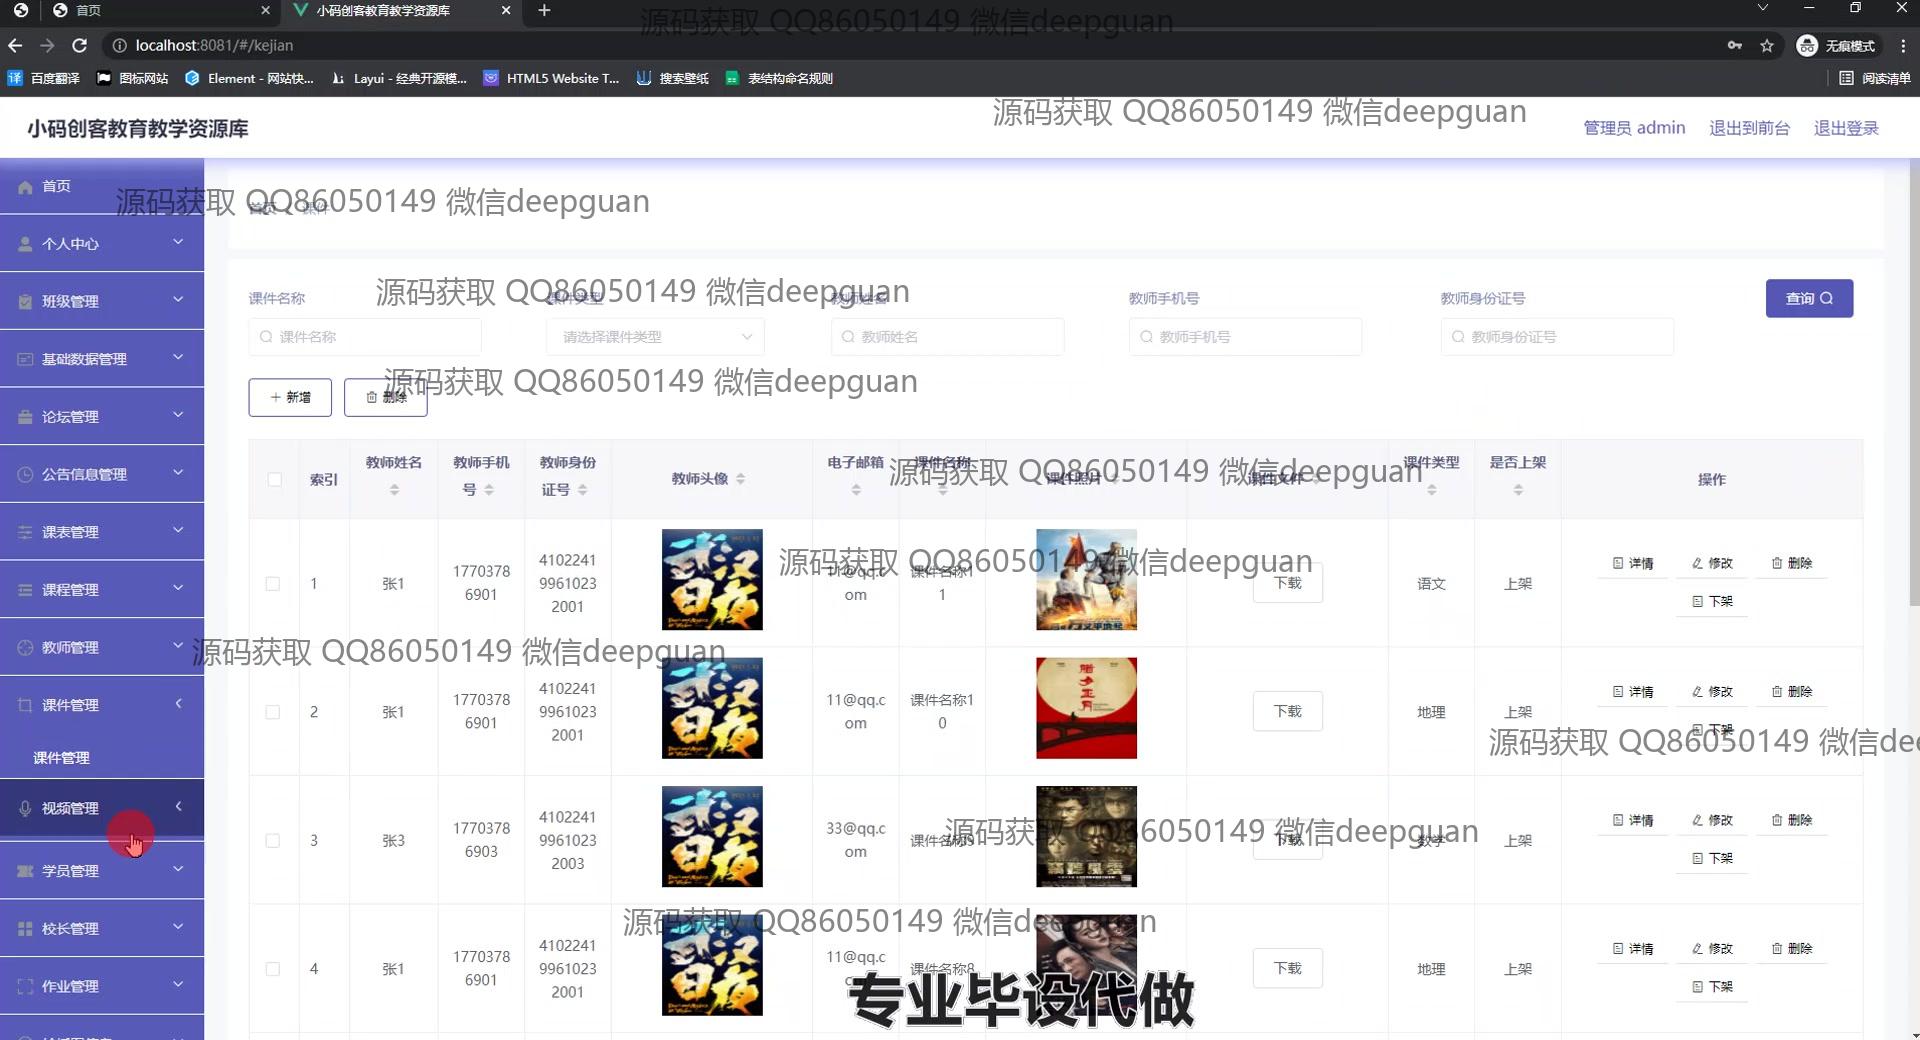 首页
小码创客教育教学资源库
源码获取 QQ86050149 微信deepguan
localhost:8081/#/kejian
无痕模式
百度翻译
图标网站
Element - 网站快...
Layui - 经典开源模...
HTML5 Website T...
搜索壁纸
表结构命名规则
阅读清单
小码创客教育教学资源库
源码获取 QQ86050149 微信deepguan
管理员 admin
退出到前台
退出登录
首页
个人中心
班级管理
基础数据管理
论坛管理
公告信息管理
课表管理
课程管理
教师管理
课件管理
课件管理
视频管理
学员管理
校长管理
作业管理
源码获取 QQ86050149 微信deepguan
首页 课件
源码获取 QQ86050149 微信deepguan
课件名称 课件类型 教师姓名 教师手机号 教师身份证号
查询
课件名称 请选择课件类型 教师姓名 教师手机号 教师身份证号
源码获取 QQ86050149 微信deepguan
新增 删除
索引 教师姓名 教师手机号 教师身份证号 教师头像 电子邮箱 课件名称 课件照片 课件文件 课件类型 是否上架 操作
源码获取 QQ86050149 微信deepguan
源码获取 QQ86050149 微信deepguan
1 张1 17703786901 410224199610232001 11@qq.com 课件名称11 下载 语文 上架 详情 修改 删除
下架
源码获取 QQ86050149 微信deepguan
2 张1 17703786901 410224199610232001 11@qq.com 课件名称10 下载 地理 上架 详情 修改 删除
下架
源码获取 QQ86050149 微信dee
3 张3 17703786903 410224199610232003 33@qq.com 课件名称9 下载 数学 上架 详情 修改 删除
下架
源码获取 QQ86050149 微信deepguan
源码获取 QQ86050149 微信deepguan
4 张1 17703786901 410224199610232001 11@qq.c 课件名称8 下载 地理 上架 详情 修改 删除
下架
专业毕设代做